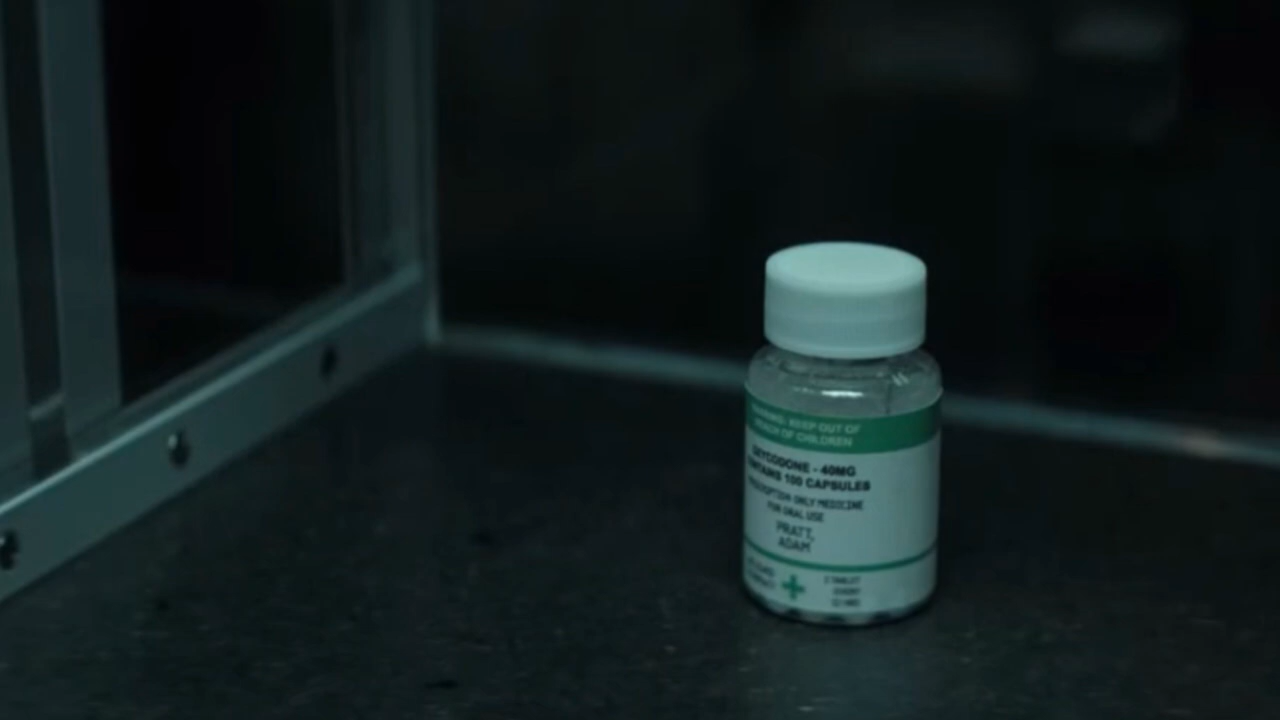 KEEP OUT OF
REACH OF CHILDREN
OXYCODONE - 40MG
CONTAINS 100 CAPSULES
PRESCRIPTION ONLY MEDICINE
FOR ORAL USE
PRATT,
ADAM